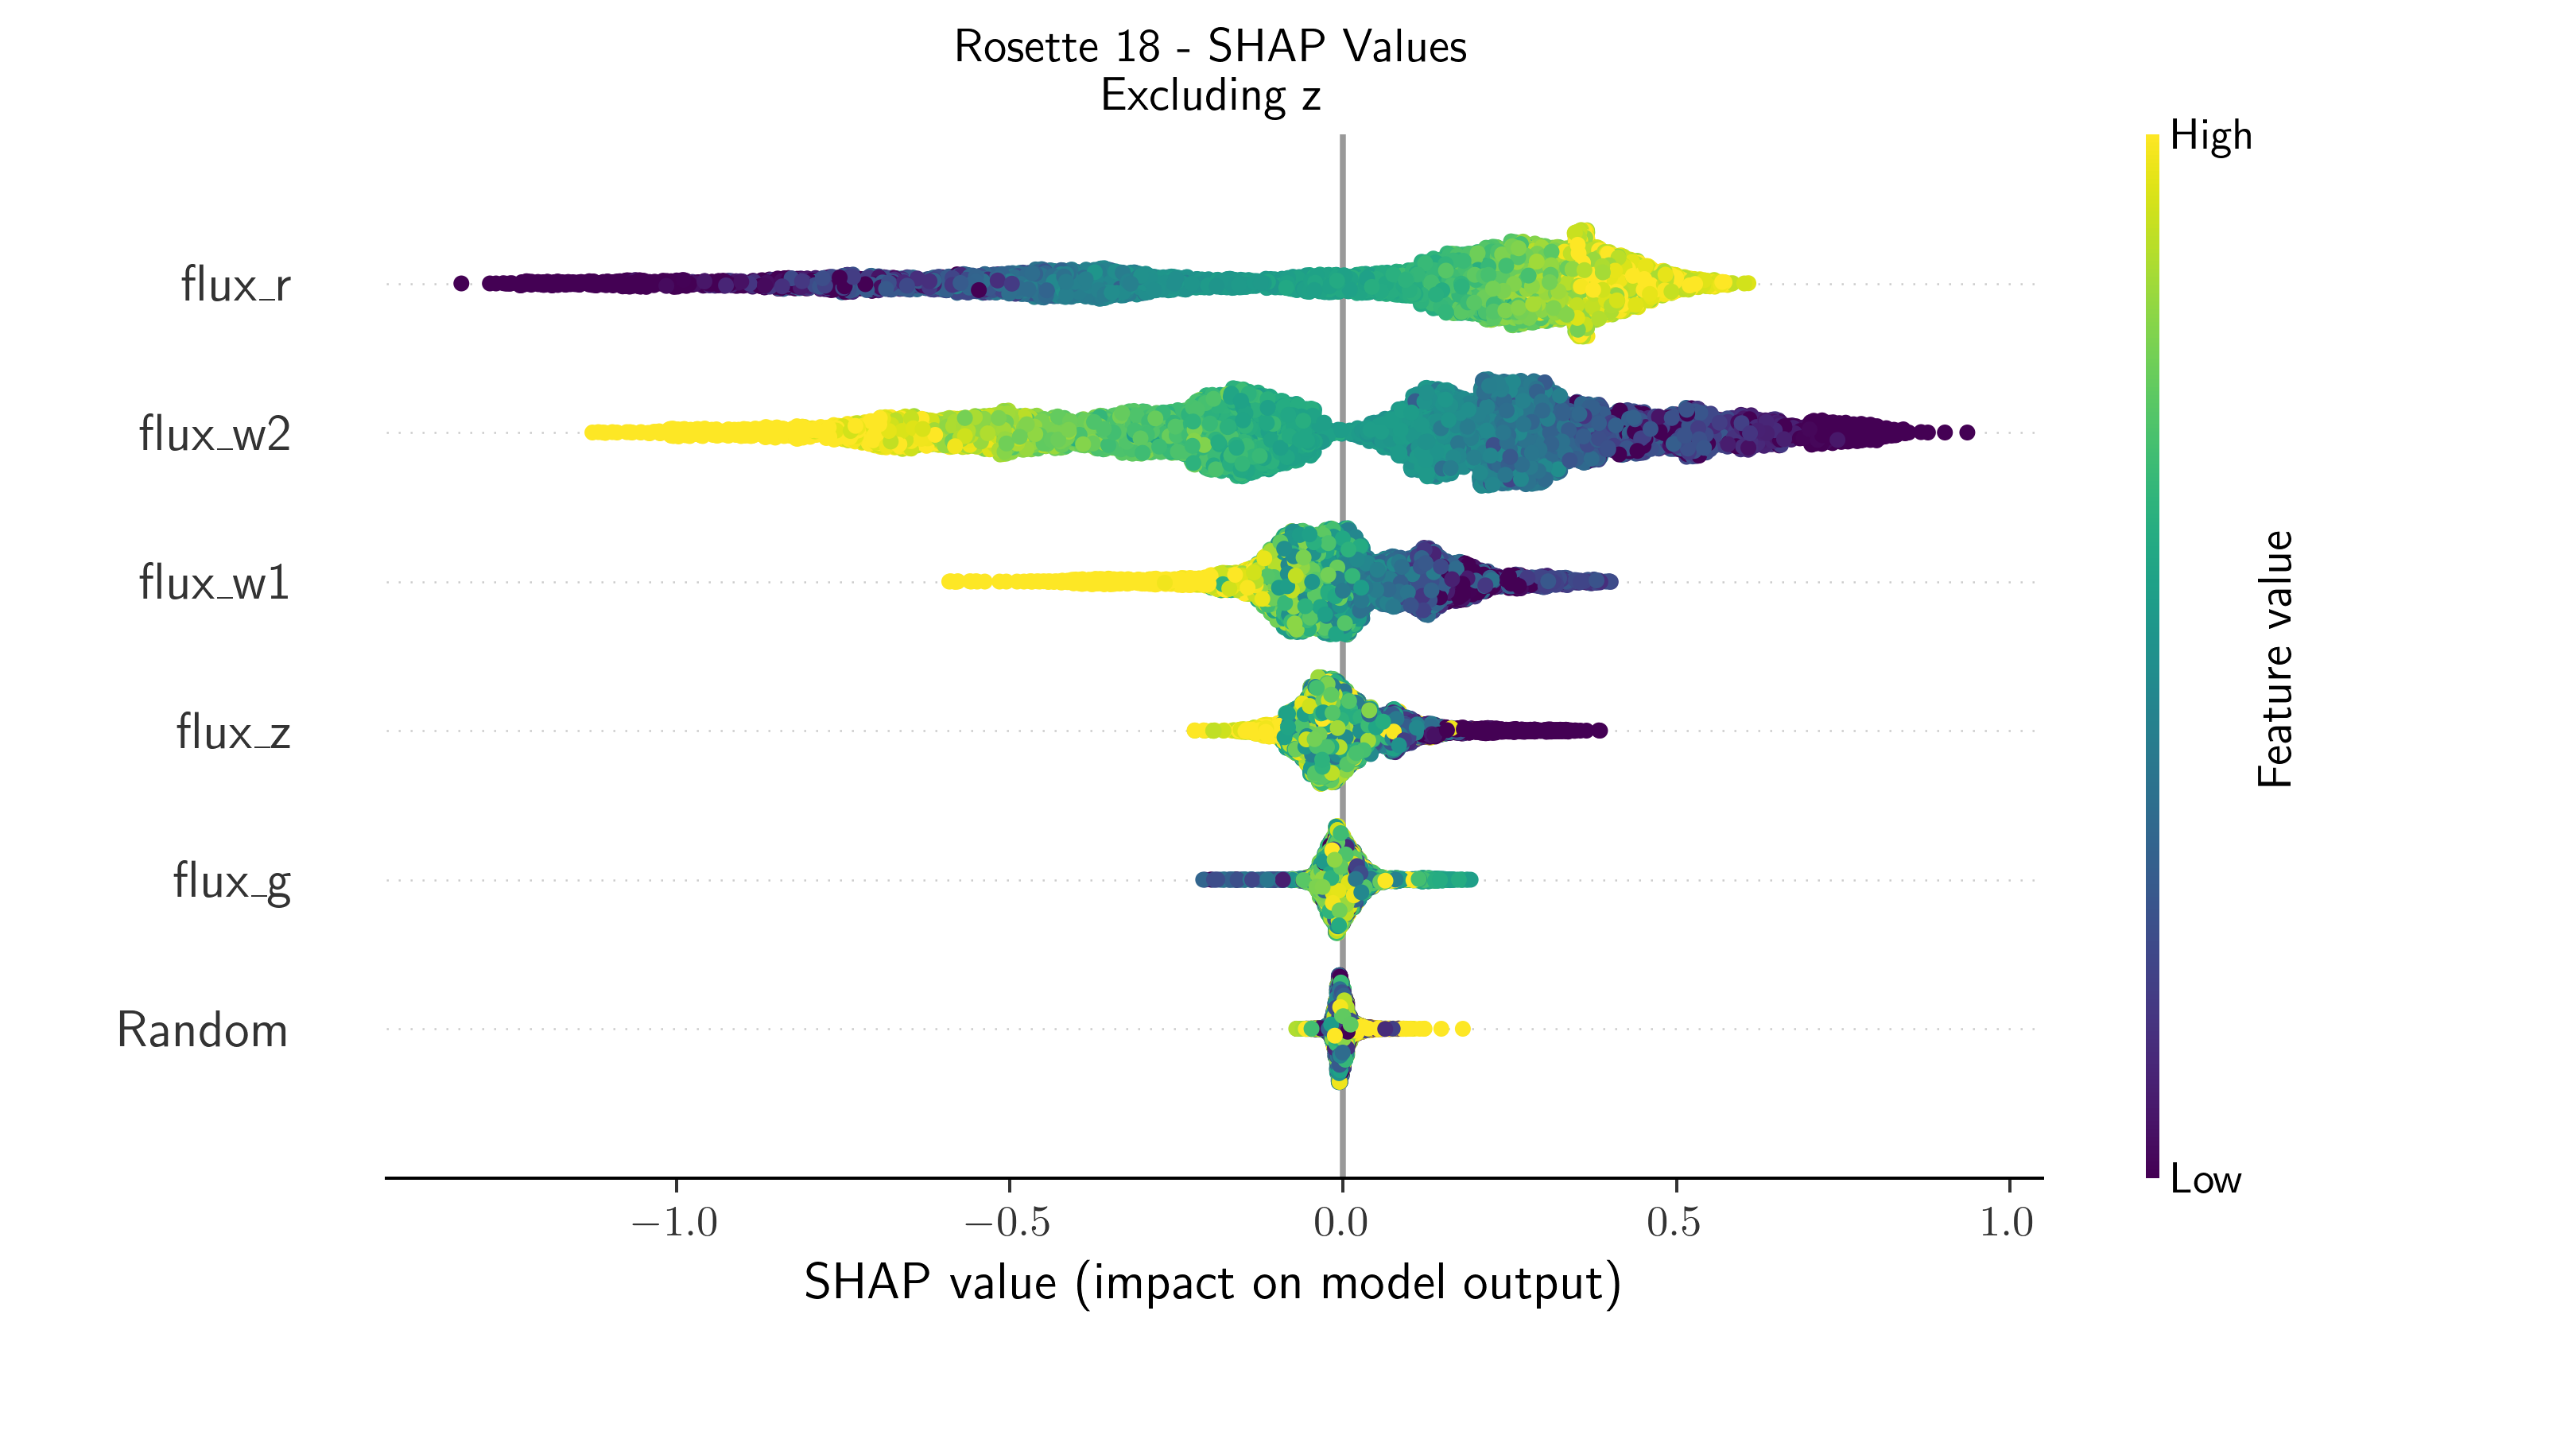 Rosette 18 - SHAP Values
Excluding z
High
flux_r
flux_w2
flux_w1
flux_z
flux_g
Random
Feature value
Low
−1.0
−0.5
0.0
0.5
1.0
SHAP value (impact on model output)